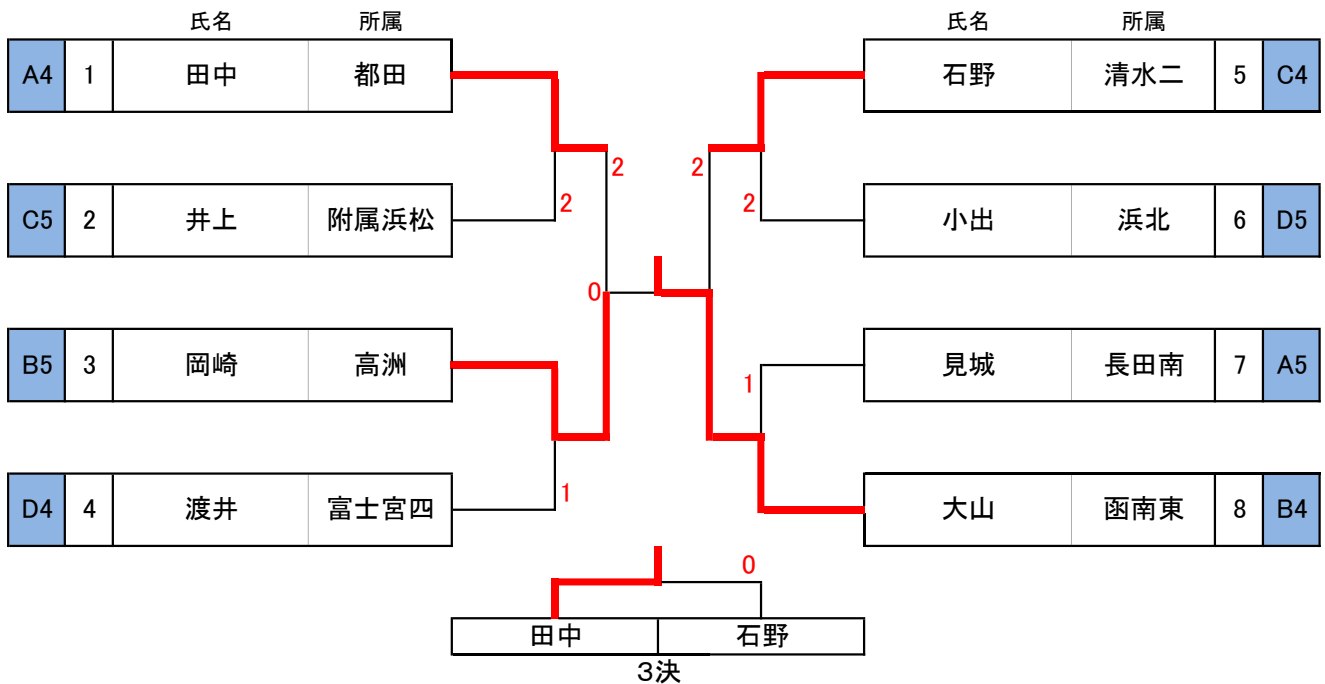 氏名 所属 氏名 所属
A4 1 田中 都田 石野 清水二 5 C4
2 2
C5 2 井上 附属浜松 2 2 小出 浜北 6 D5
0
B5 3 岡崎 高洲 1 見城 長田南 7 A5
D4 4 渡井 富士宮四 1 大山 函南東 8 B4
0
田中 石野
3決